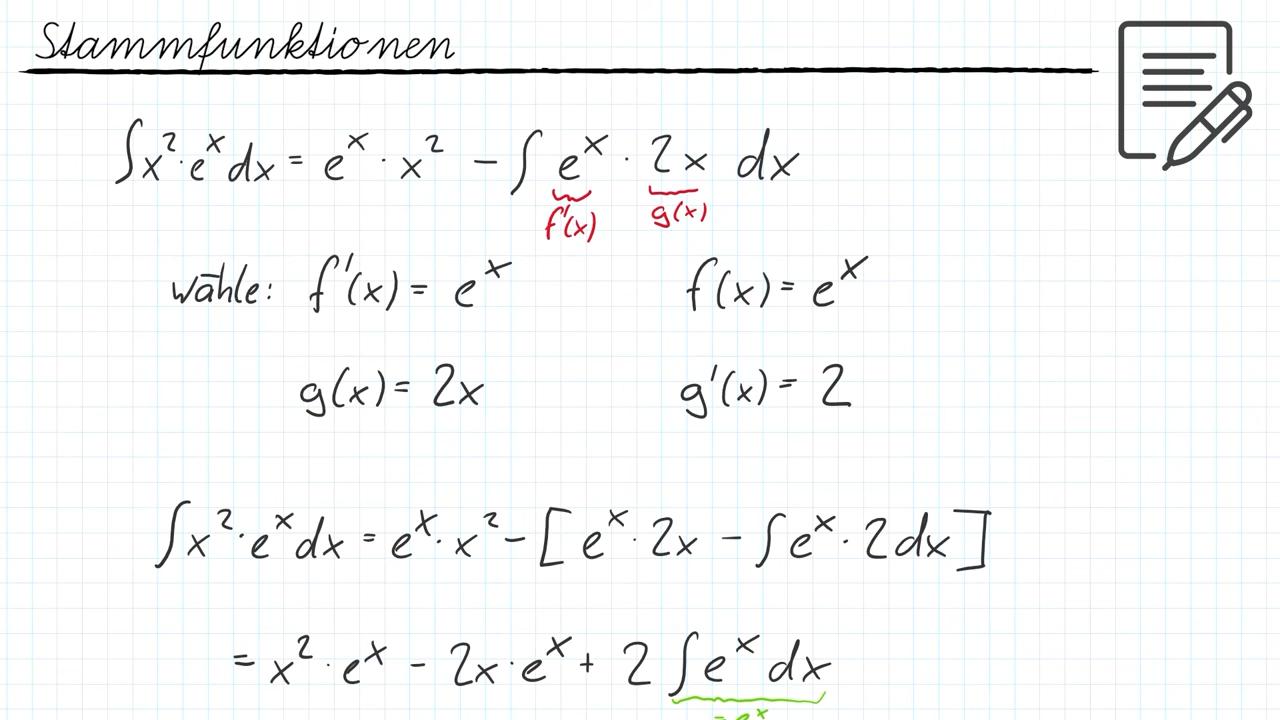 Stammfunktionen
∫x²·eˣdx = eˣ·x² - ∫eˣ·2x dx
f'(x) g(x)
wähle: f'(x) = eˣ f(x) = eˣ
g(x) = 2x g'(x) = 2
∫x²·eˣdx = eˣ·x² - [eˣ·2x - ∫eˣ·2dx]
= x²·eˣ - 2x·eˣ + 2∫eˣdx